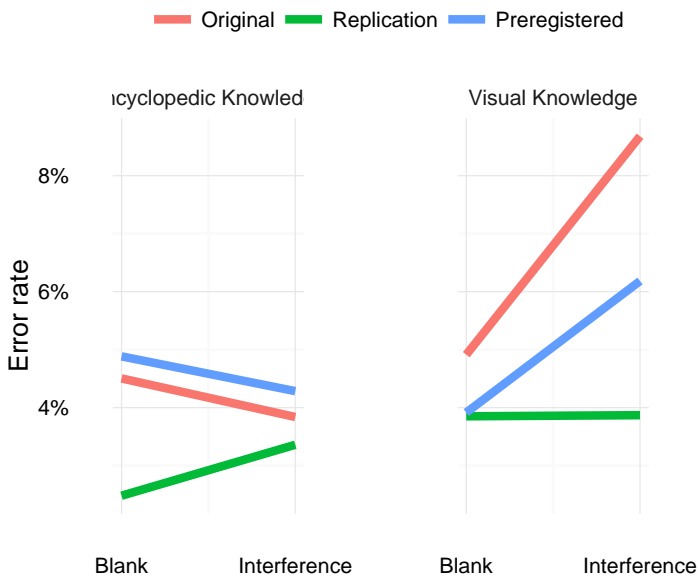 Original Replication Preregistered
ncyclopedic Knowled
Visual Knowledge
8%
6%
4%
Error rate
Blank Interference Blank Interference